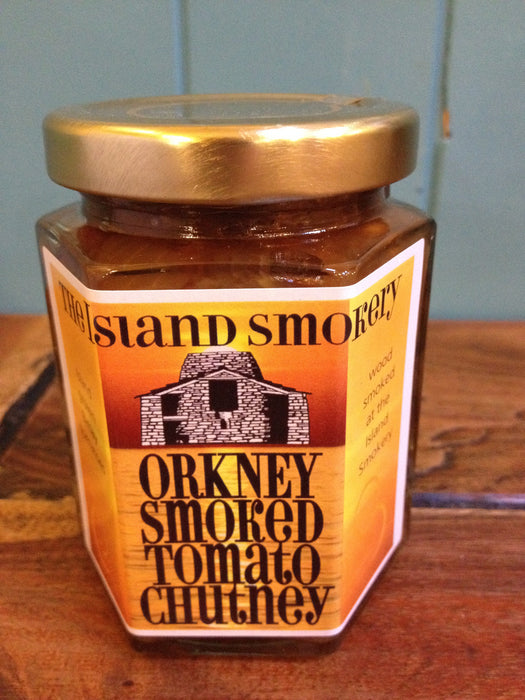 THE ISLAND SMOKERY
ORKNEY
SMOKED
TOMATO
CHUTNEY
wood
smoked
at the
Island
Smokery